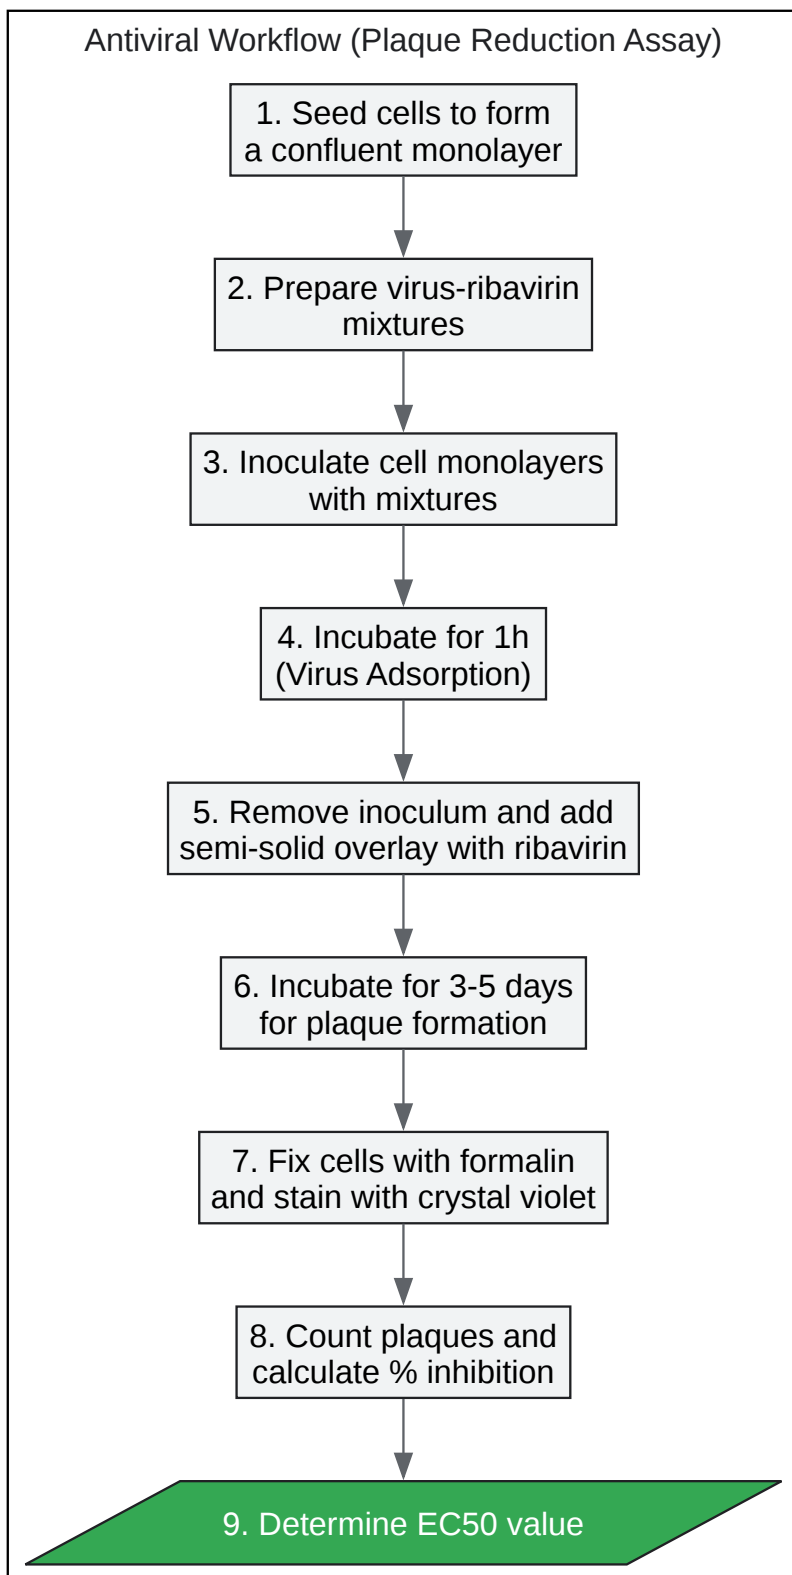 Antiviral Workflow (Plaque Reduction Assay)
1. Seed cells to form
a confluent monolayer
2. Prepare virus-ribavirin
mixtures
3. Inoculate cell monolayers
with mixtures
4. Incubate for 1h
(Virus Adsorption)
5. Remove inoculum and add
semi-solid overlay with ribavirin
6. Incubate for 3-5 days
for plaque formation
7. Fix cells with formalin
and stain with crystal violet
8. Count plaques and
calculate % inhibition
9. Determine EC50 value